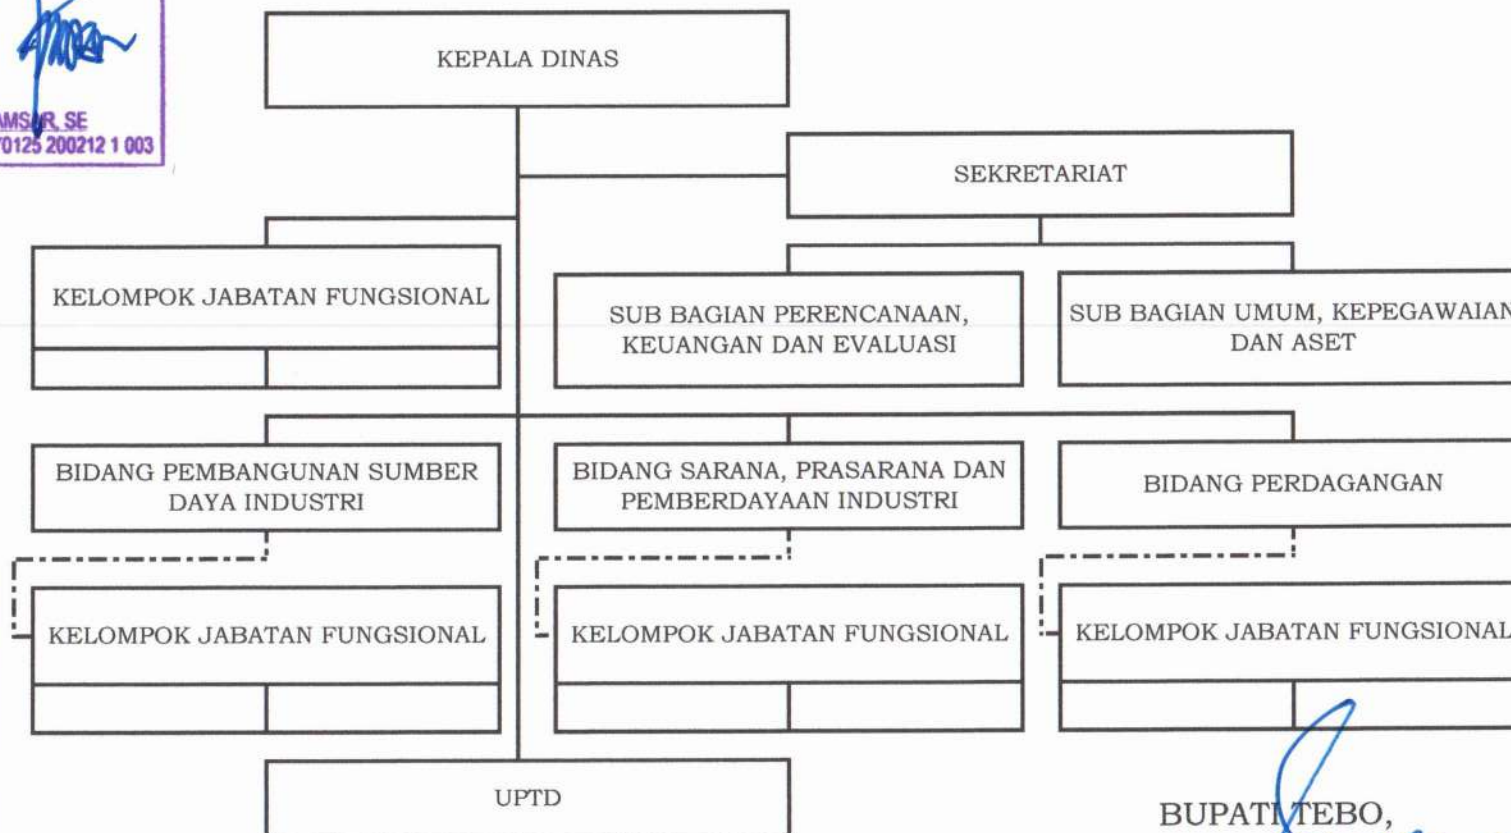 KEPALA DINAS
SE
200212 1 003
SEKRETARIAT
KELOMPOK JABATAN FUNGSIONAL
SUB BAGIAN PERENCANAAN,
KEUANGAN DAN EVALUASI
SUB BAGIAN UMUM, KEPEGAWAIAN
DAN ASET
BIDANG PEMBANGUNAN SUMBER
DAYA INDUSTRI
BIDANG SARANA, PRASARANA DAN
PEMBERDAYAAN INDUSTRI
BIDANG PERDAGANGAN
KELOMPOK JABATAN FUNGSIONAL
KELOMPOK JABATAN FUNGSIONAL
KELOMPOK JABATAN FUNGSIONAL
UPTD
BUPATI TEBO,